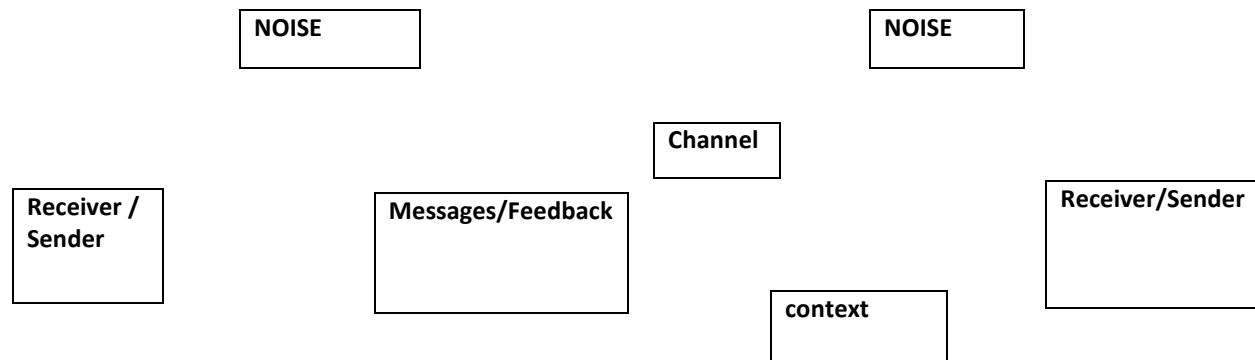 NOISE
NOISE
Channel
Receiver /
Sender
Messages/Feedback
Receiver/Sender
context